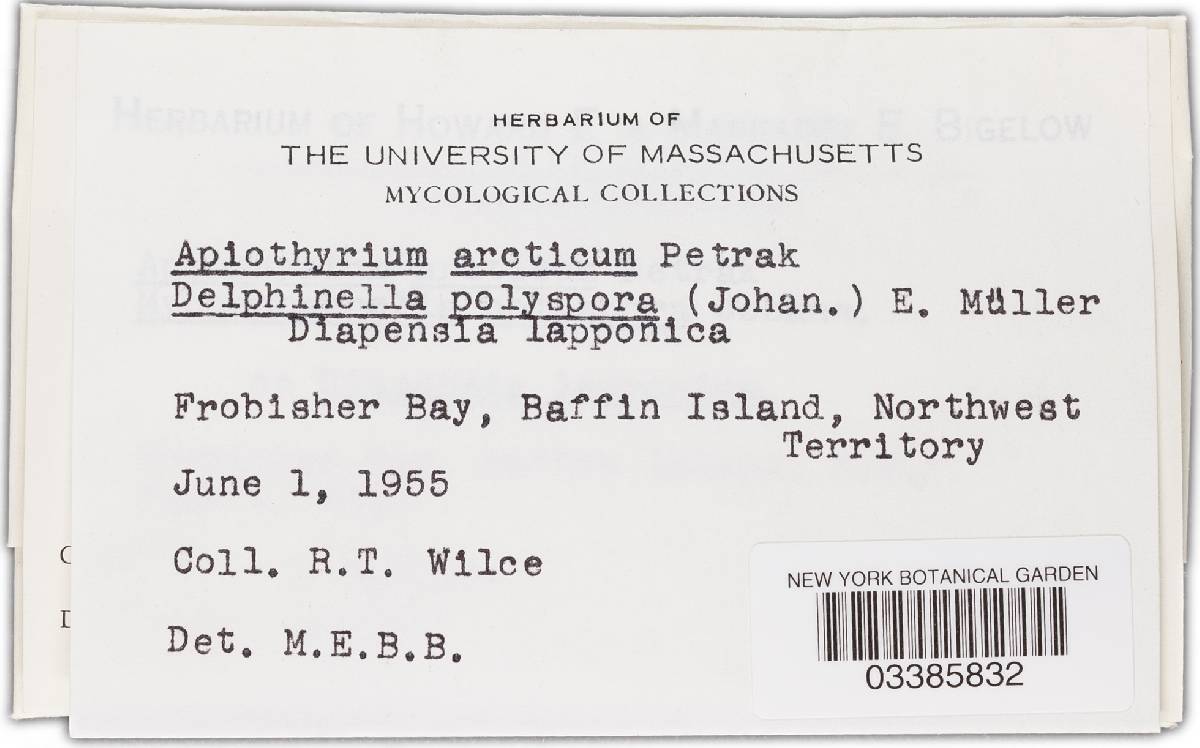 HERBARIUM OF
THE UNIVERSITY OF MASSACHUSETTS
MYCOLOGICAL COLLECTIONS
Apiothyrium arcticum Petrak
Delphinella polyspora (Johan.) E. Müller
Diapensia lapponica
Frobisher Bay, Baffin Island, Northwest
Territory
June 1, 1955
Coll. R.T. Wilce
Det. M.E.B.B.
NEW YORK BOTANICAL GARDEN
03385832